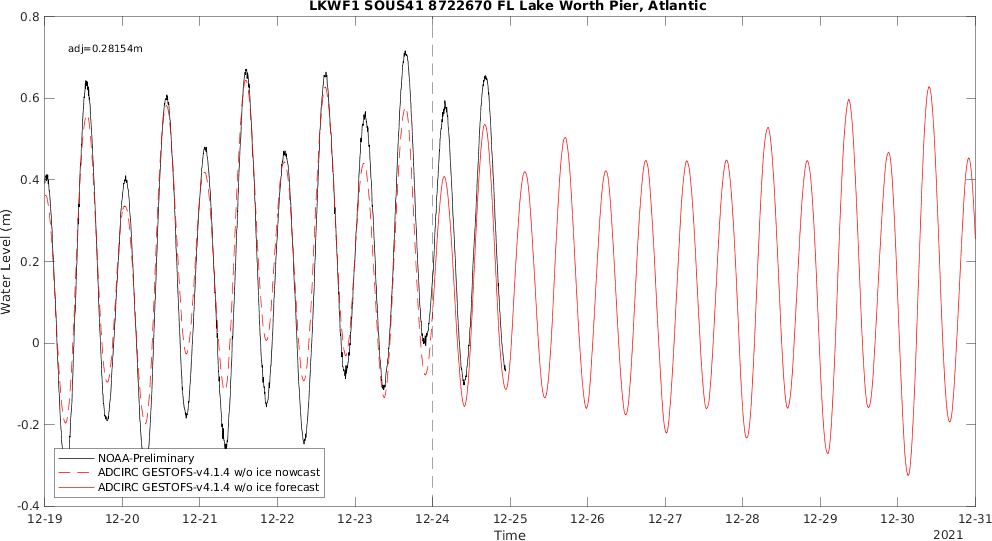 LKWF1 SOUS41 8722670 FL Lake Worth Pier, Atlantic
adj=0.28154m
0.8
0.6
0.4
0.2
0
-0.2
-0.4
Water Level (m)
NOAA-Preliminary
ADCIRC GESTOFS-v4.1.4 w/o ice nowcast
ADCIRC GESTOFS-v4.1.4 w/o ice forecast
12-19 12-20 12-21 12-22 12-23 12-24 12-25 12-26 12-27 12-28 12-29 12-30 12-31
Time
2021